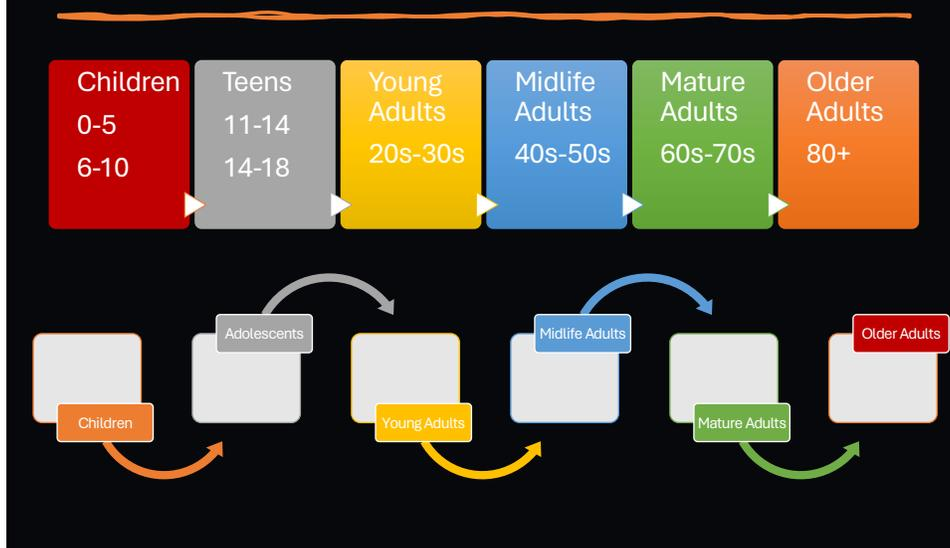 Children
0-5
6-10
Teens
11-14
14-18
Young
Adults
20s-30s
Midlife
Adults
40s-50s
Mature
Adults
60s-70s
Older
Adults
80+
Children
Adolescents
Young Adults
Midlife Adults
Mature Adults
Older Adults